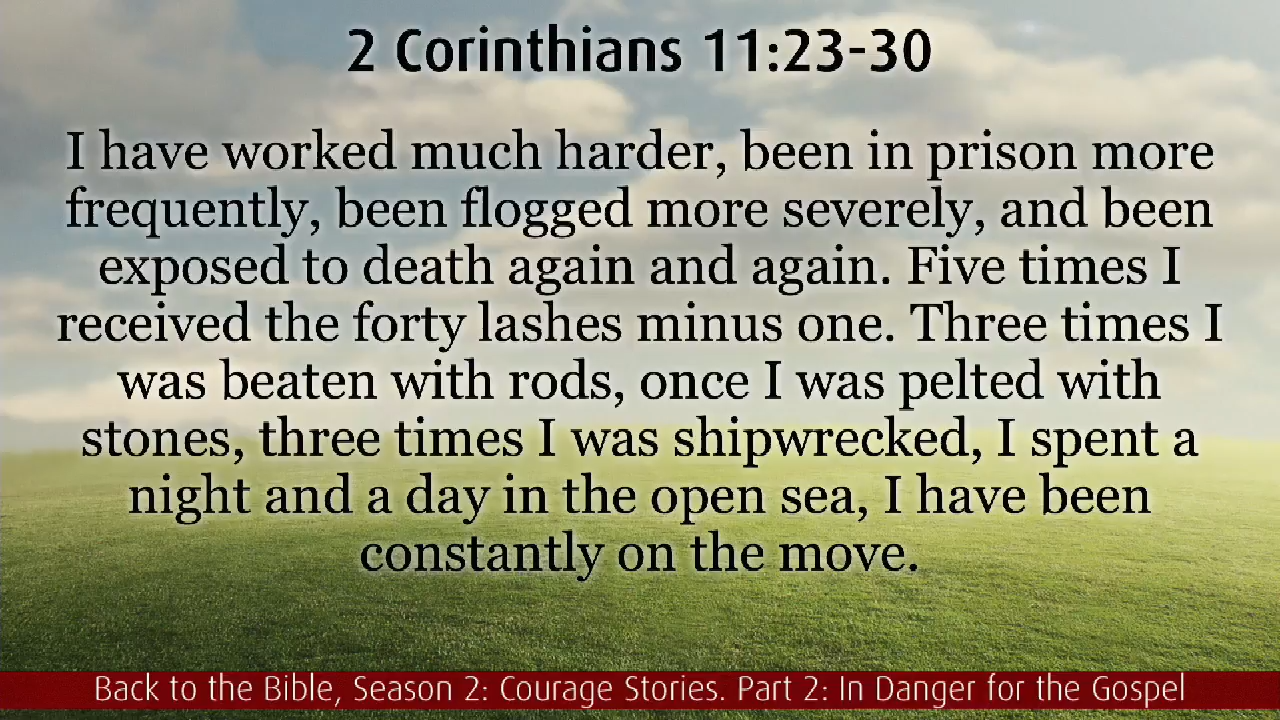 2 Corinthians 11:23-30
I have worked much harder, been in prison more
frequently, been flogged more severely, and been
exposed to death again and again. Five times I
received the forty lashes minus one. Three times I
was beaten with rods, once I was pelted with
stones, three times I was shipwrecked, I spent a
night and a day in the open sea, I have been
constantly on the move.
Back to the Bible, Season 2: Courage Stories. Part 2: In Danger for the Gospel